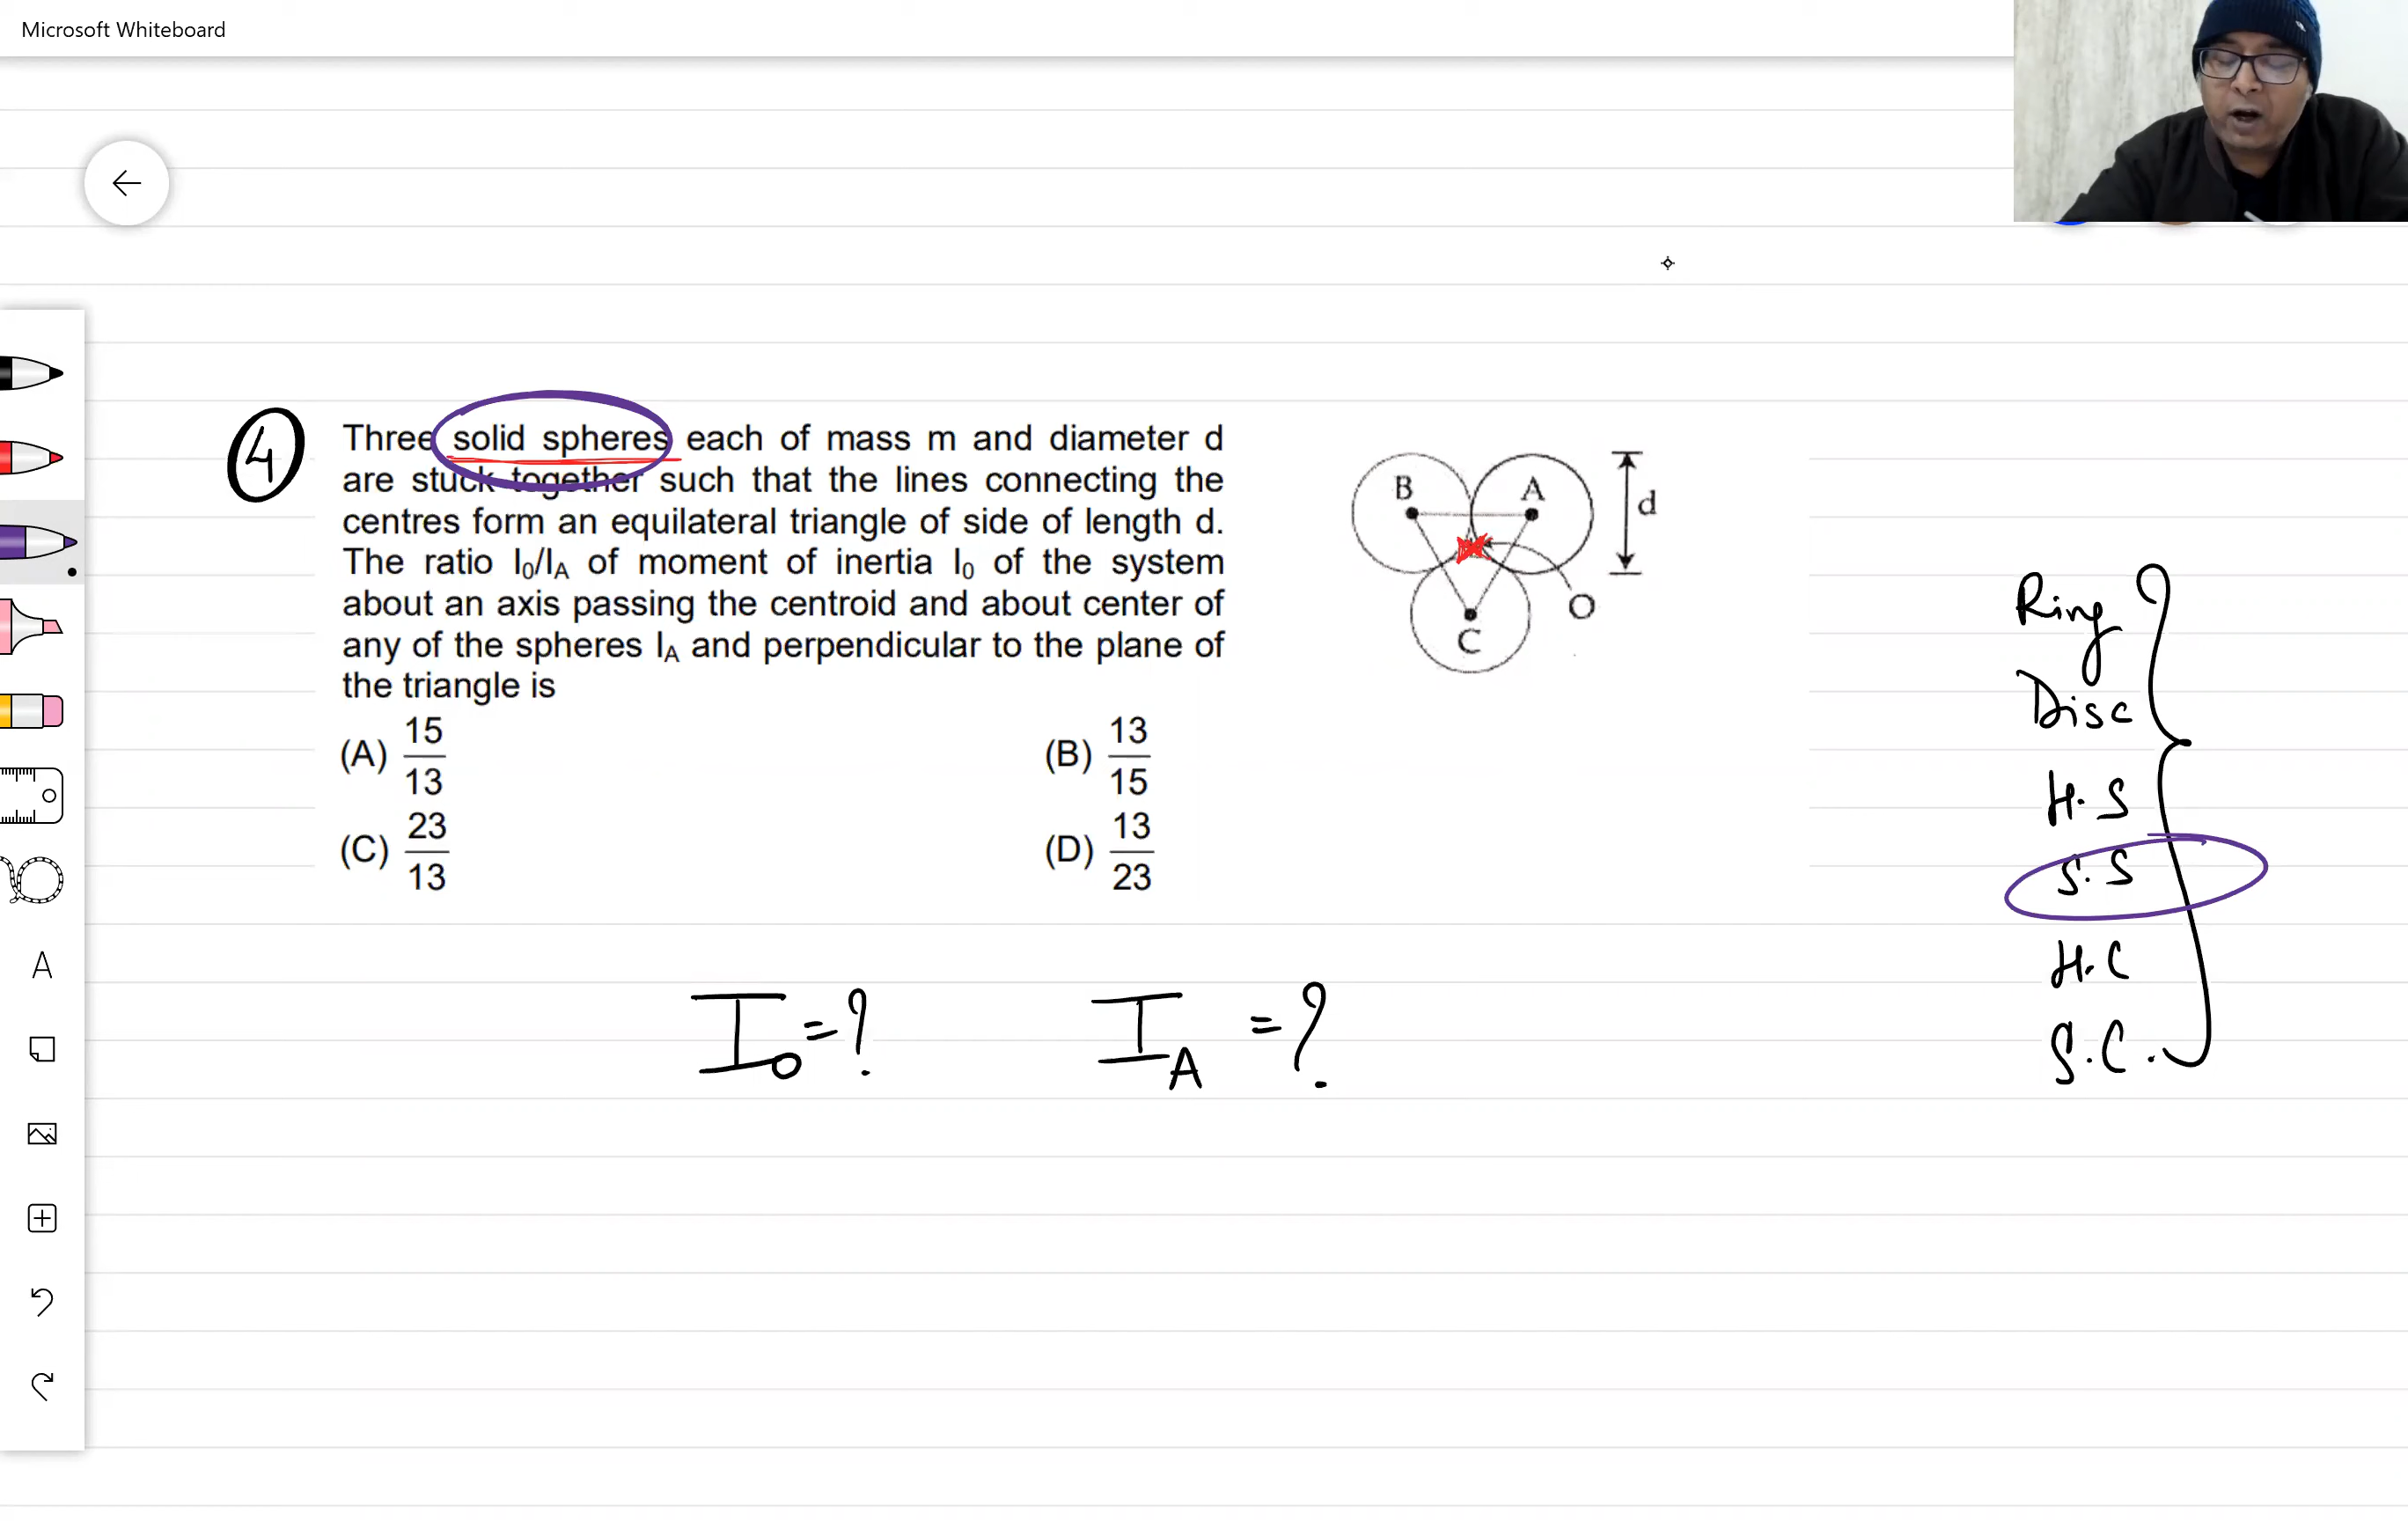 Microsoft Whiteboard
4
Three solid spheres each of mass m and diameter d
are stuck together such that the lines connecting the
centres form an equilateral triangle of side of length d.
The ratio I₀/I_A of moment of inertia I₀ of the system
about an axis passing the centroid and about center of
any of the spheres I_A and perpendicular to the plane of
the triangle is
(A) 15/13
(B) 13/15
(C) 23/13
(D) 13/23
B A d
C O
Ring
Disc
H.S
S.S
H.C
S.C.
I₀ = ? I_A = ?
A